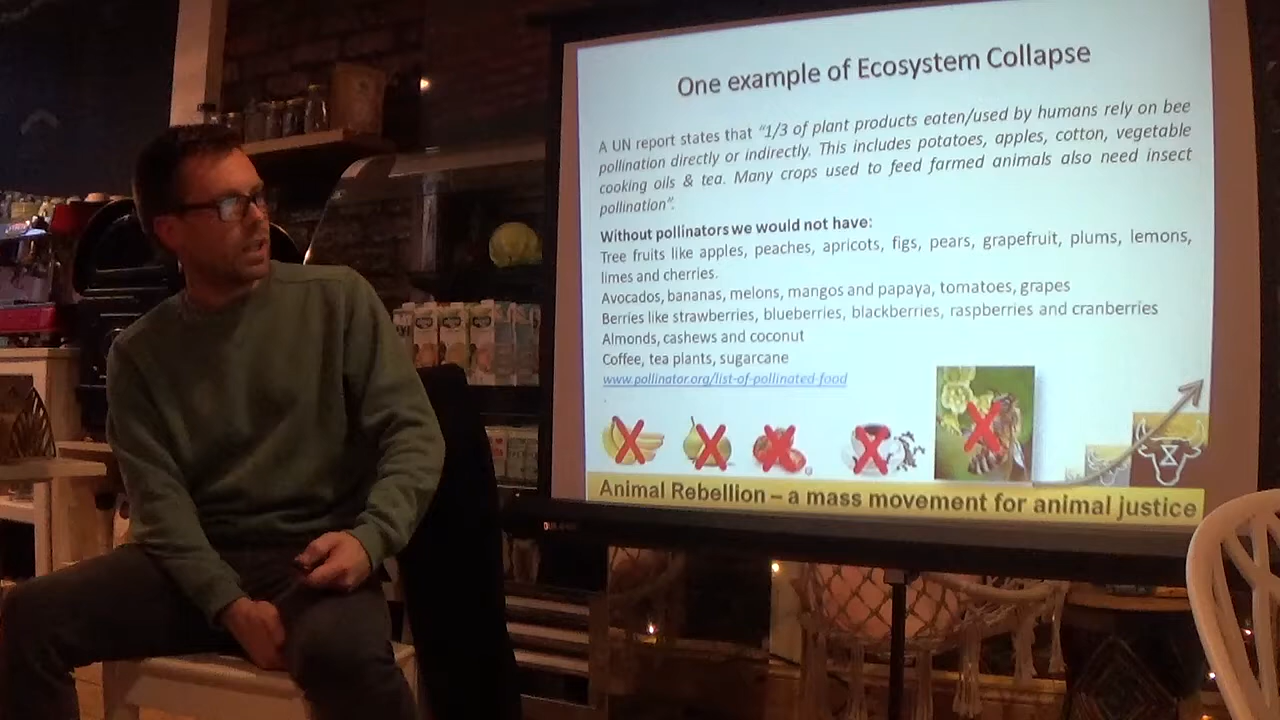 One example of Ecosystem Collapse
A UN report states that “1/3 of plant products eaten/used by humans rely on bee
pollination directly or indirectly. This includes potatoes, apples, cotton, vegetable
cooking oils & tea. Many crops used to feed farmed animals also need insect
pollination”.
Without pollinators we would not have:
Tree fruits like apples, peaches, apricots, figs, pears, grapefruit, plums, lemons,
limes and cherries.
Avocados, bananas, melons, mangos and papaya, tomatoes, grapes
Berries like strawberries, blueberries, blackberries, raspberries and cranberries
Almonds, cashews and coconut
Coffee, tea plants, sugarcane
www.pollinator.org/list-of-pollinated-food
Animal Rebellion – a mass movement for animal justice